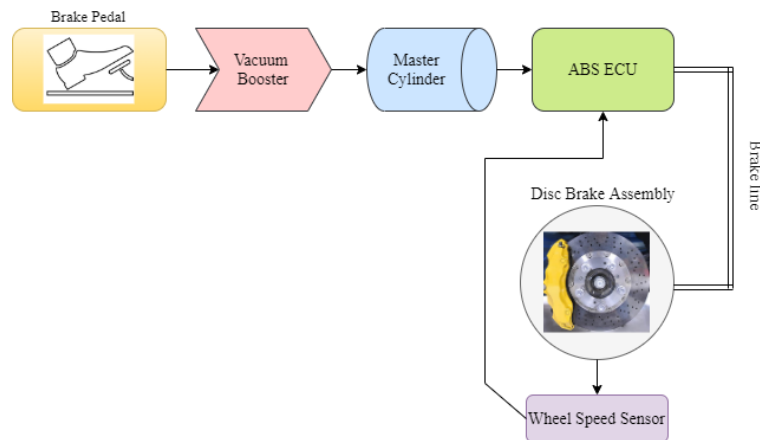 Brake Pedal
Vacuum
Booster
Master
Cylinder
ABS ECU
Brake line
Disc Brake Assembly
Wheel Speed Sensor